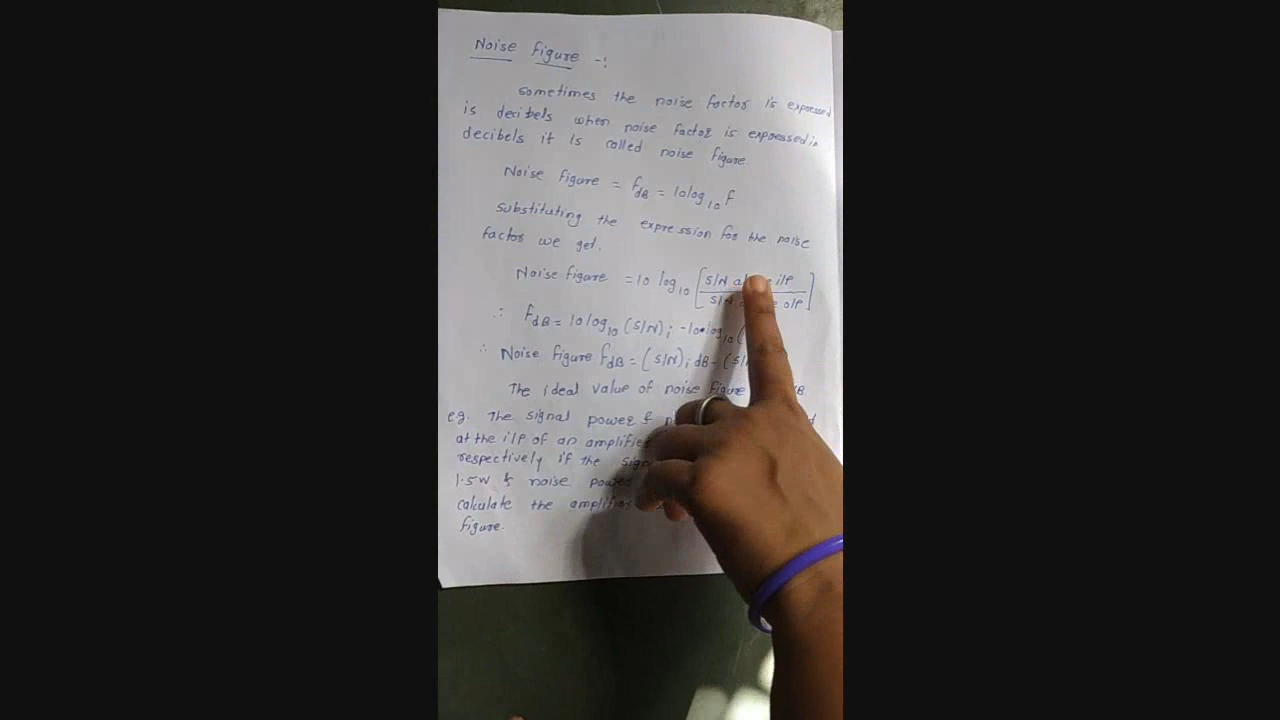 Noise figure -:
sometimes the noise factor is expressed
is decibels when noise factor is expressed in
decibels it is called noise figure.
Noise figure = fdB = 10log10 f
substituting the expression for the noise
factor we get.
Noise figure = 10 log10 [S/N i/p
S/N o/p]
∴ fdB = 10log10 (S/N)i - 10log10 (
∴ Noise figure fdB = (S/N)i dB - (S/
The ideal value of noise figure
eg. The signal power &
at the i/p of an amplifier
respectively if the
1.5w & noise power
calculate the amplifier
figure.